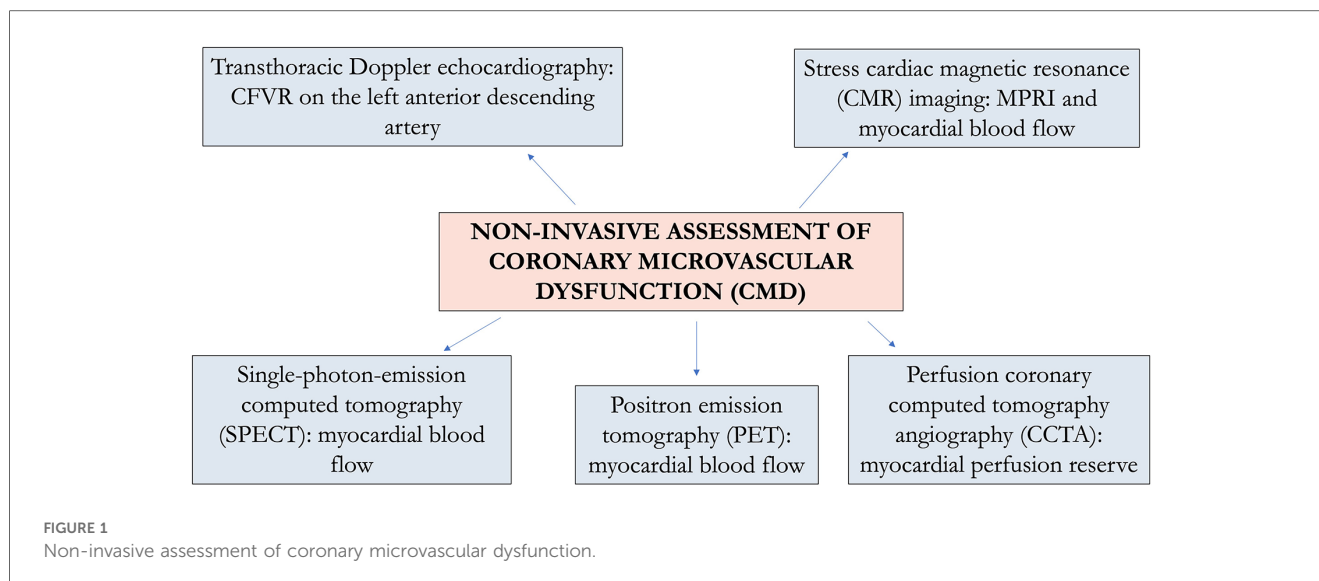 Transthoracic Doppler echocardiography:
CFVR on the left anterior descending
artery
Stress cardiac magnetic resonance
(CMR) imaging: MPRI and
myocardial blood flow
NON-INVASIVE ASSESSMENT OF
CORONARY MICROVASCULAR
DYSFUNCTION (CMD)
Single-photon-emission
computed tomography
(SPECT): myocardial blood
flow
Positron emission
tomography (PET):
myocardial blood flow
Perfusion coronary
computed tomography
angiography (CCTA):
myocardial perfusion reserve
FIGURE 1
Non-invasive assessment of coronary microvascular dysfunction.